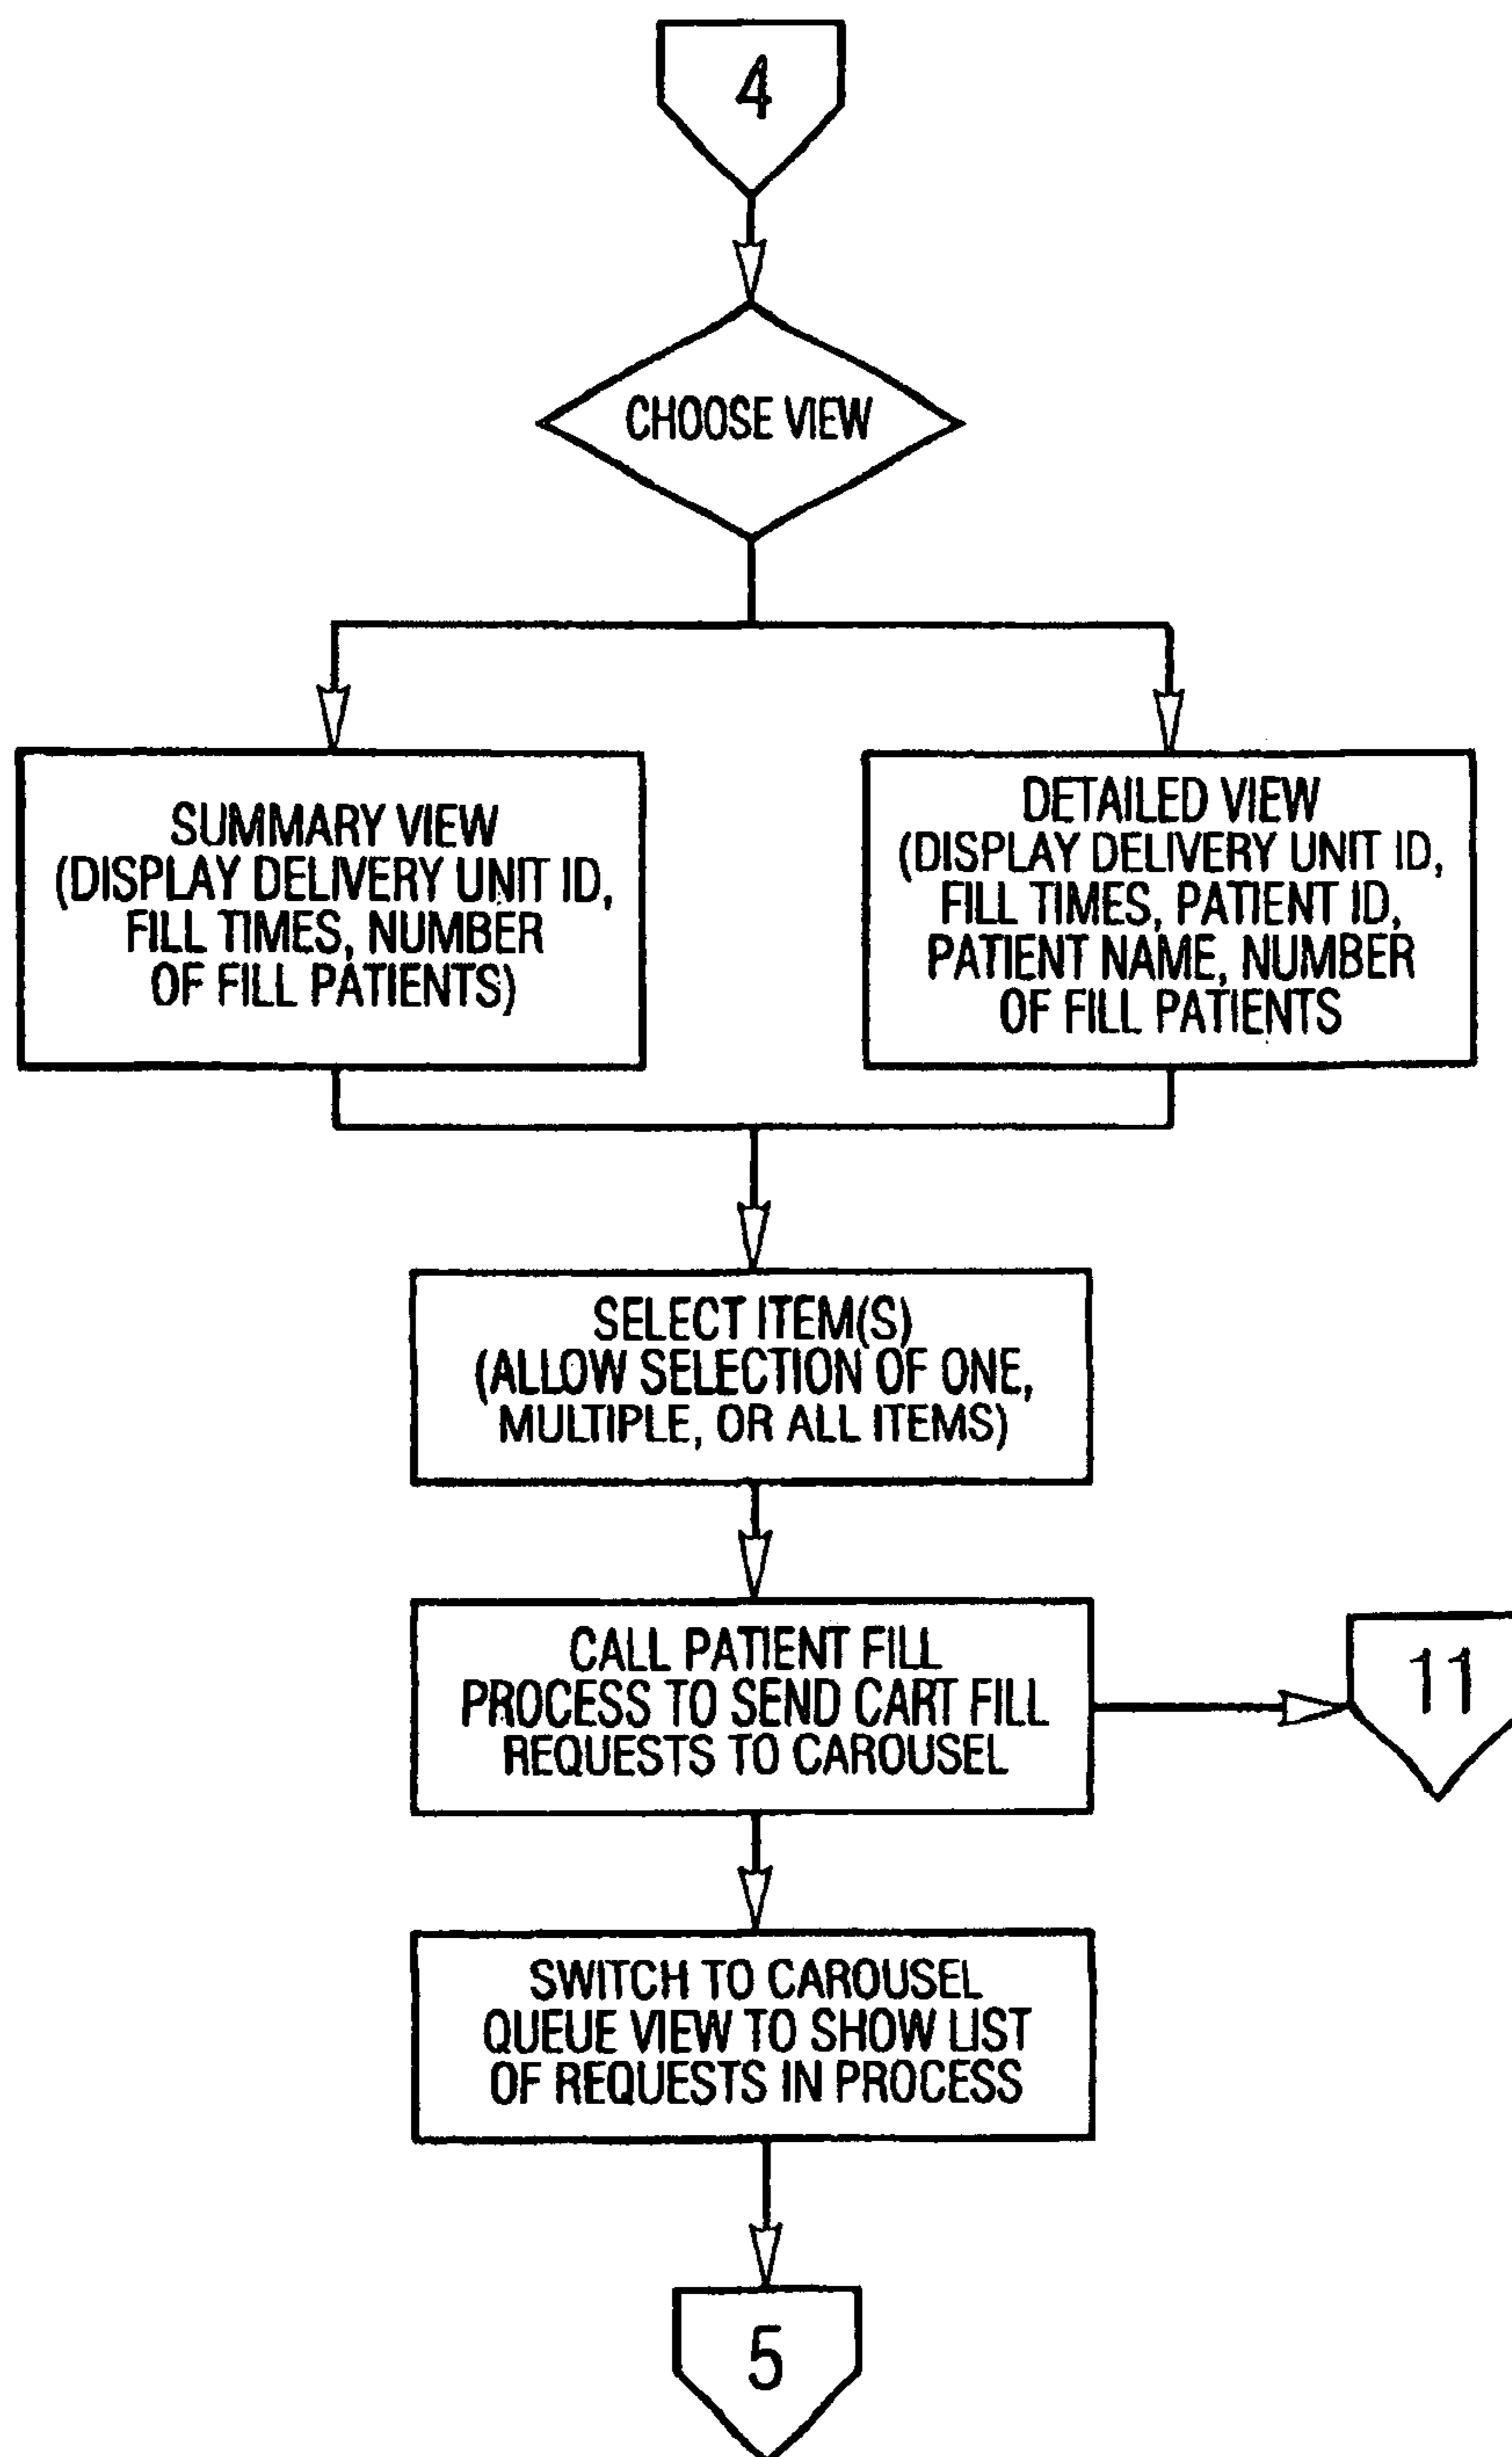 4
CHOOSE VIEW
SUMMARY VIEW
(DISPLAY DELIVERY UNIT ID,
FILL TIMES, NUMBER
OF FILL PATIENTS)
DETAILED VIEW
(DISPLAY DELIVERY UNIT ID,
FILL TIMES, PATIENT ID,
PATIENT NAME, NUMBER
OF FILL PATIENTS
SELECT ITEM(S)
(ALLOW SELECTION OF ONE,
MULTIPLE, OR ALL ITEMS)
CALL PATIENT FILL
PROCESS TO SEND CART FILL
REQUESTS TO CAROUSEL
11
SWITCH TO CAROUSEL
QUEUE VIEW TO SHOW LIST
OF REQUESTS IN PROCESS
5